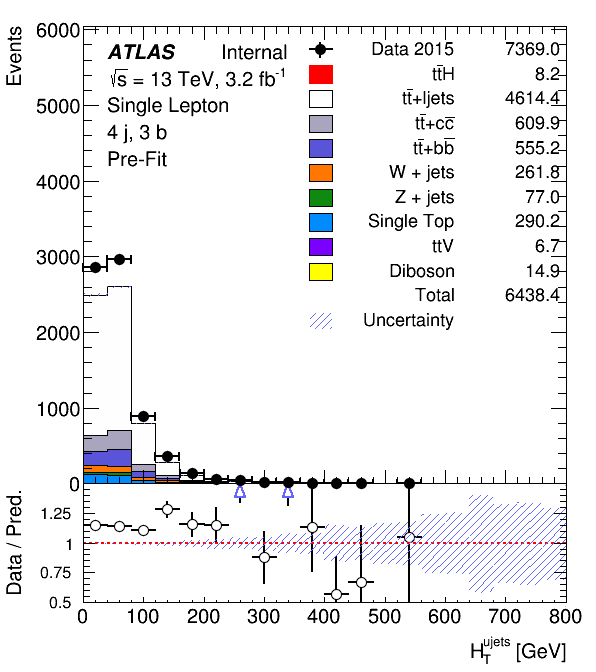 Events
6000
5000
4000
3000
2000
1000
0
ATLAS Internal
√s = 13 TeV, 3.2 fb⁻¹
Single Lepton
4 j, 3 b
Pre-Fit
Data 2015 7369.0
tt̄H 8.2
tt̄+ljets 4614.4
tt̄+cc̄ 609.9
tt̄+bb̄ 555.2
W + jets 261.8
Z + jets 77.0
Single Top 290.2
ttV 6.7
Diboson 14.9
Total 6438.4
Uncertainty
Data / Pred.
1.25
1
0.75
0.5
0 100 200 300 400 500 600 700 800
H_T^ujets [GeV]